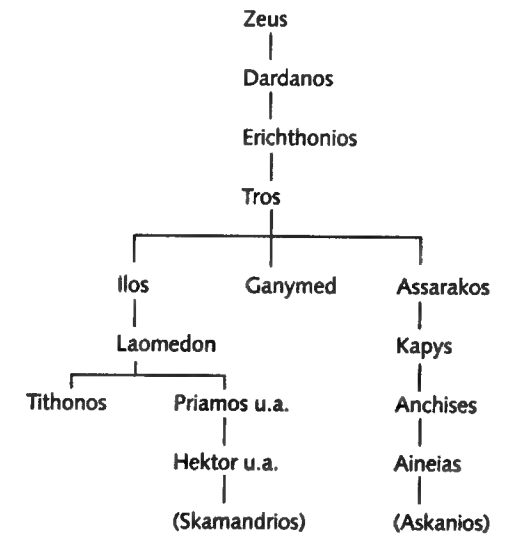 Zeus
Dardanos
Erichthonios
Tros
Ilos Ganymed Assarakos
Laomedon Kapys
Tithonos Priamos u.a. Anchises
Hektor u.a. Aineias
(Skamandrios) (Askanios)